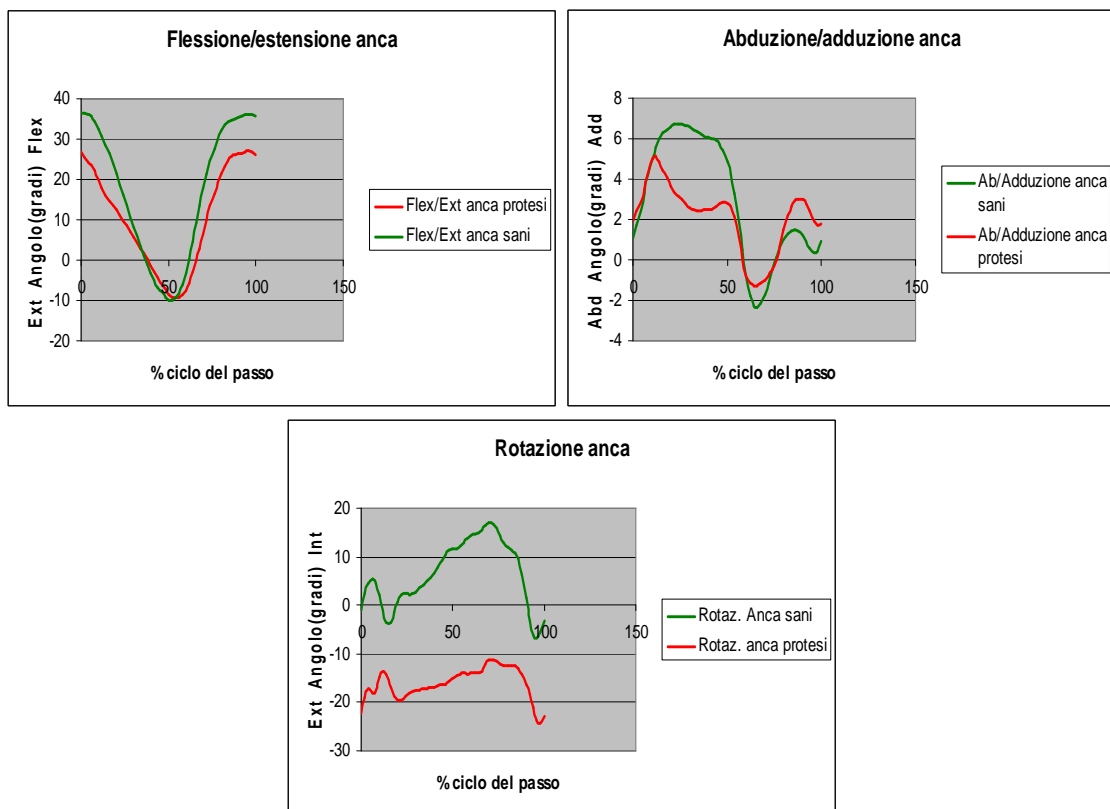 Flessione/estensione anca
40
30
20
10
0
-10
-20
0
50
100
150
Ext Angolo(gradi) Flex
% ciclo del passo
Flex/Ext anca protesi
Flex/Ext anca sani
Abduzione/adduzione anca
8
6
4
2
0
-2
-4
0
50
100
150
Abd Angolo(gradi) Add
% ciclo del passo
Ab/Adduzione anca
sani
Ab/Adduzione anca
protesi
Rotazione anca
20
10
0
-10
-20
-30
0
50
100
150
Ext Angolo(gradi) Int
% ciclo del passo
Rotaz. Anca sani
Rotaz. anca protesi